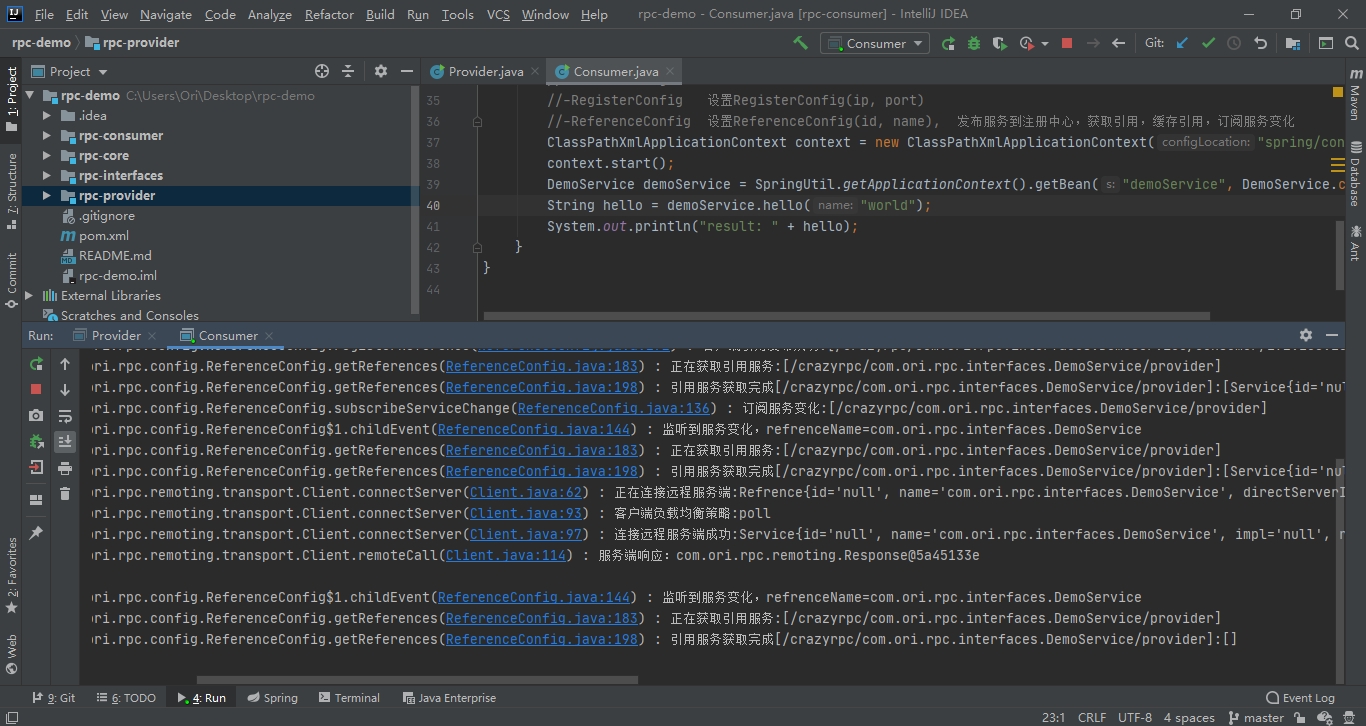 File Edit View Navigate Code Analyze Refactor Build Run Tools VCS Window Help rpc-demo - Consumer.java [rpc-consumer] - IntelliJ IDEA
rpc-demo rpc-provider Consumer Git:
1: Project
7: Structure
Commit
2: Favorites
Web
Project
rpc-demo C:\Users\Ori\Desktop\rpc-demo
.idea
rpc-consumer
rpc-core
rpc-interfaces
rpc-provider
.gitignore
pom.xml
README.md
rpc-demo.iml
External Libraries
Scratches and Consoles
Provider.java Consumer.java
35 //-RegisterConfig 设置RegisterConfig(ip, port)
36 //-ReferenceConfig 设置ReferenceConfig(id, name), 发布服务到注册中心，获取引用，缓存引用，订阅服务变化
37 ClassPathXmlApplicationContext context = new ClassPathXmlApplicationContext( configLocation: "spring/con
38 context.start();
39 DemoService demoService = SpringUtil.getApplicationContext().getBean( s: "demoService", DemoService.c
40 String hello = demoService.hello( name: "world");
41 System.out.println("result: " + hello);
42 }
43 }
44
Maven
Database
Ant
Run: Provider Consumer
ori.rpc.config.ReferenceConfig.getReferences(ReferenceConfig.java:183) : 正在获取引用服务:[/crazyrpc/com.ori.rpc.interfaces.DemoService/provider]
ori.rpc.config.ReferenceConfig.getReferences(ReferenceConfig.java:198) : 引用服务获取完成[/crazyrpc/com.ori.rpc.interfaces.DemoService/provider]:[Service{id='nul
ori.rpc.config.ReferenceConfig.subscribeServiceChange(ReferenceConfig.java:136) : 订阅服务变化:[/crazyrpc/com.ori.rpc.interfaces.DemoService/provider]
ori.rpc.config.ReferenceConfig$1.childEvent(ReferenceConfig.java:144) : 监听到服务变化，refrenceName=com.ori.rpc.interfaces.DemoService
ori.rpc.config.ReferenceConfig.getReferences(ReferenceConfig.java:183) : 正在获取引用服务:[/crazyrpc/com.ori.rpc.interfaces.DemoService/provider]
ori.rpc.config.ReferenceConfig.getReferences(ReferenceConfig.java:198) : 引用服务获取完成[/crazyrpc/com.ori.rpc.interfaces.DemoService/provider]:[Service{id='nul
ori.rpc.remoting.transport.Client.connectServer(Client.java:62) : 正在连接远程服务端:Refrence{id='null', name='com.ori.rpc.interfaces.DemoService', directServerI
ori.rpc.remoting.transport.Client.connectServer(Client.java:93) : 客户端负载均衡策略:poll
ori.rpc.remoting.transport.Client.connectServer(Client.java:97) : 连接远程服务端成功:Service{id='null', name='com.ori.rpc.interfaces.DemoService', impl='null', r
ori.rpc.remoting.transport.Client.remoteCall(Client.java:114) : 服务端响应：com.ori.rpc.remoting.Response@5a45133e
ori.rpc.config.ReferenceConfig$1.childEvent(ReferenceConfig.java:144) : 监听到服务变化，refrenceName=com.ori.rpc.interfaces.DemoService
ori.rpc.config.ReferenceConfig.getReferences(ReferenceConfig.java:183) : 正在获取引用服务:[/crazyrpc/com.ori.rpc.interfaces.DemoService/provider]
ori.rpc.config.ReferenceConfig.getReferences(ReferenceConfig.java:198) : 引用服务获取完成[/crazyrpc/com.ori.rpc.interfaces.DemoService/provider]:[]
9: Git 6: TODO 4: Run Spring Terminal Java Enterprise Event Log
23:1 CRLF UTF-8 4 spaces master